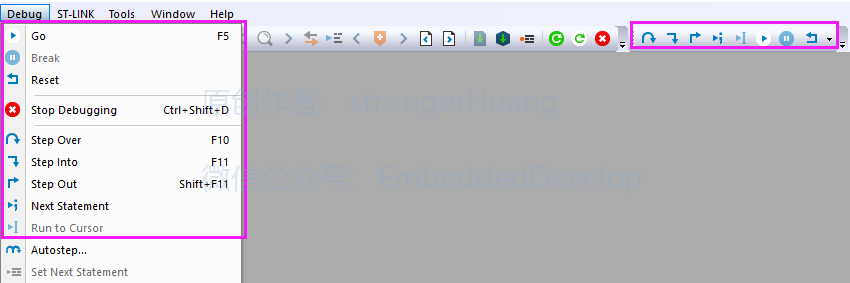 Debug ST-LINK Tools Window Help
Go F5
Break
Reset
Stop Debugging Ctrl+Shift+D
Step Over F10
Step Into F11
Step Out Shift+F11
Next Statement
Run to Cursor
Autostep...
Set Next Statement
原创作者：strongerHuang
微信公众号：EmbeddedDevelop